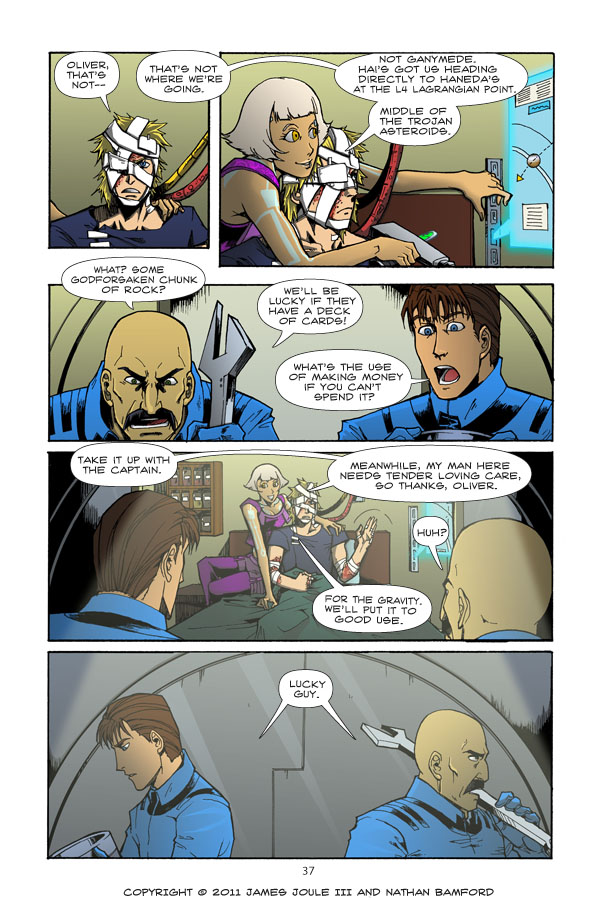 OLIVER,
THAT'S
NOT--
THAT'S NOT
WHERE WE'RE
GOING.
NOT GANYMEDE.
HAI'S GOT US HEADING
DIRECTLY TO HANEDA'S
AT THE L4 LAGRANGIAN POINT.
MIDDLE OF
THE TROJAN
ASTEROIDS.
WHAT? SOME
GODFORSAKEN CHUNK
OF ROCK?
WE'LL BE
LUCKY IF THEY
HAVE A DECK
OF CARDS!
WHAT'S THE USE
OF MAKING MONEY
IF YOU CAN'T
SPEND IT?
TAKE IT UP WITH
THE CAPTAIN.
MEANWHILE, MY MAN HERE
NEEDS TENDER LOVING CARE,
SO THANKS, OLIVER.
HUH?
FOR THE GRAVITY.
WE'LL PUT IT TO
GOOD USE.
LUCKY
GUY.
37
COPYRIGHT © 2011 JAMES JOULE III AND NATHAN BAMFORD